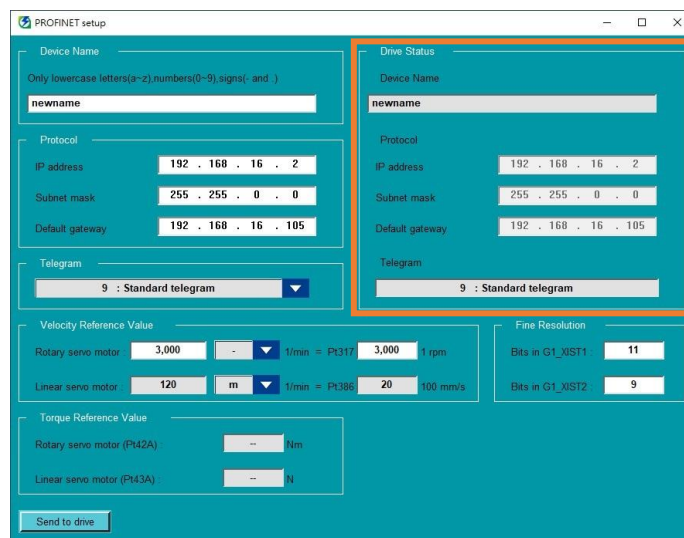 PROFINET setup
Device Name
Only lowercase letters(a~z),numbers(0~9),signs(- and .)
newname
Protocol
IP address 192 . 168 . 16 . 2
Subnet mask 255 . 255 . 0 . 0
Default gateway 192 . 168 . 16 . 105
Telegram
9 : Standard telegram
Drive Status
Device Name
newname
Protocol
IP address 192 . 168 . 16 . 2
Subnet mask 255 . 255 . 0 . 0
Default gateway 192 . 168 . 16 . 105
Telegram
9 : Standard telegram
Velocity Reference Value
Rotary servo motor : 3,000 - 1/min = Pt317 3,000 1 rpm
Linear servo motor : 120 m 1/min = Pt386 20 100 mm/s
Fine Resolution
Bits in G1_XIST1 : 11
Bits in G1_XIST2 : 9
Torque Reference Value
Rotary servo motor (Pt42A) : -- Nm
Linear servo motor (Pt43A) : -- N
Send to drive